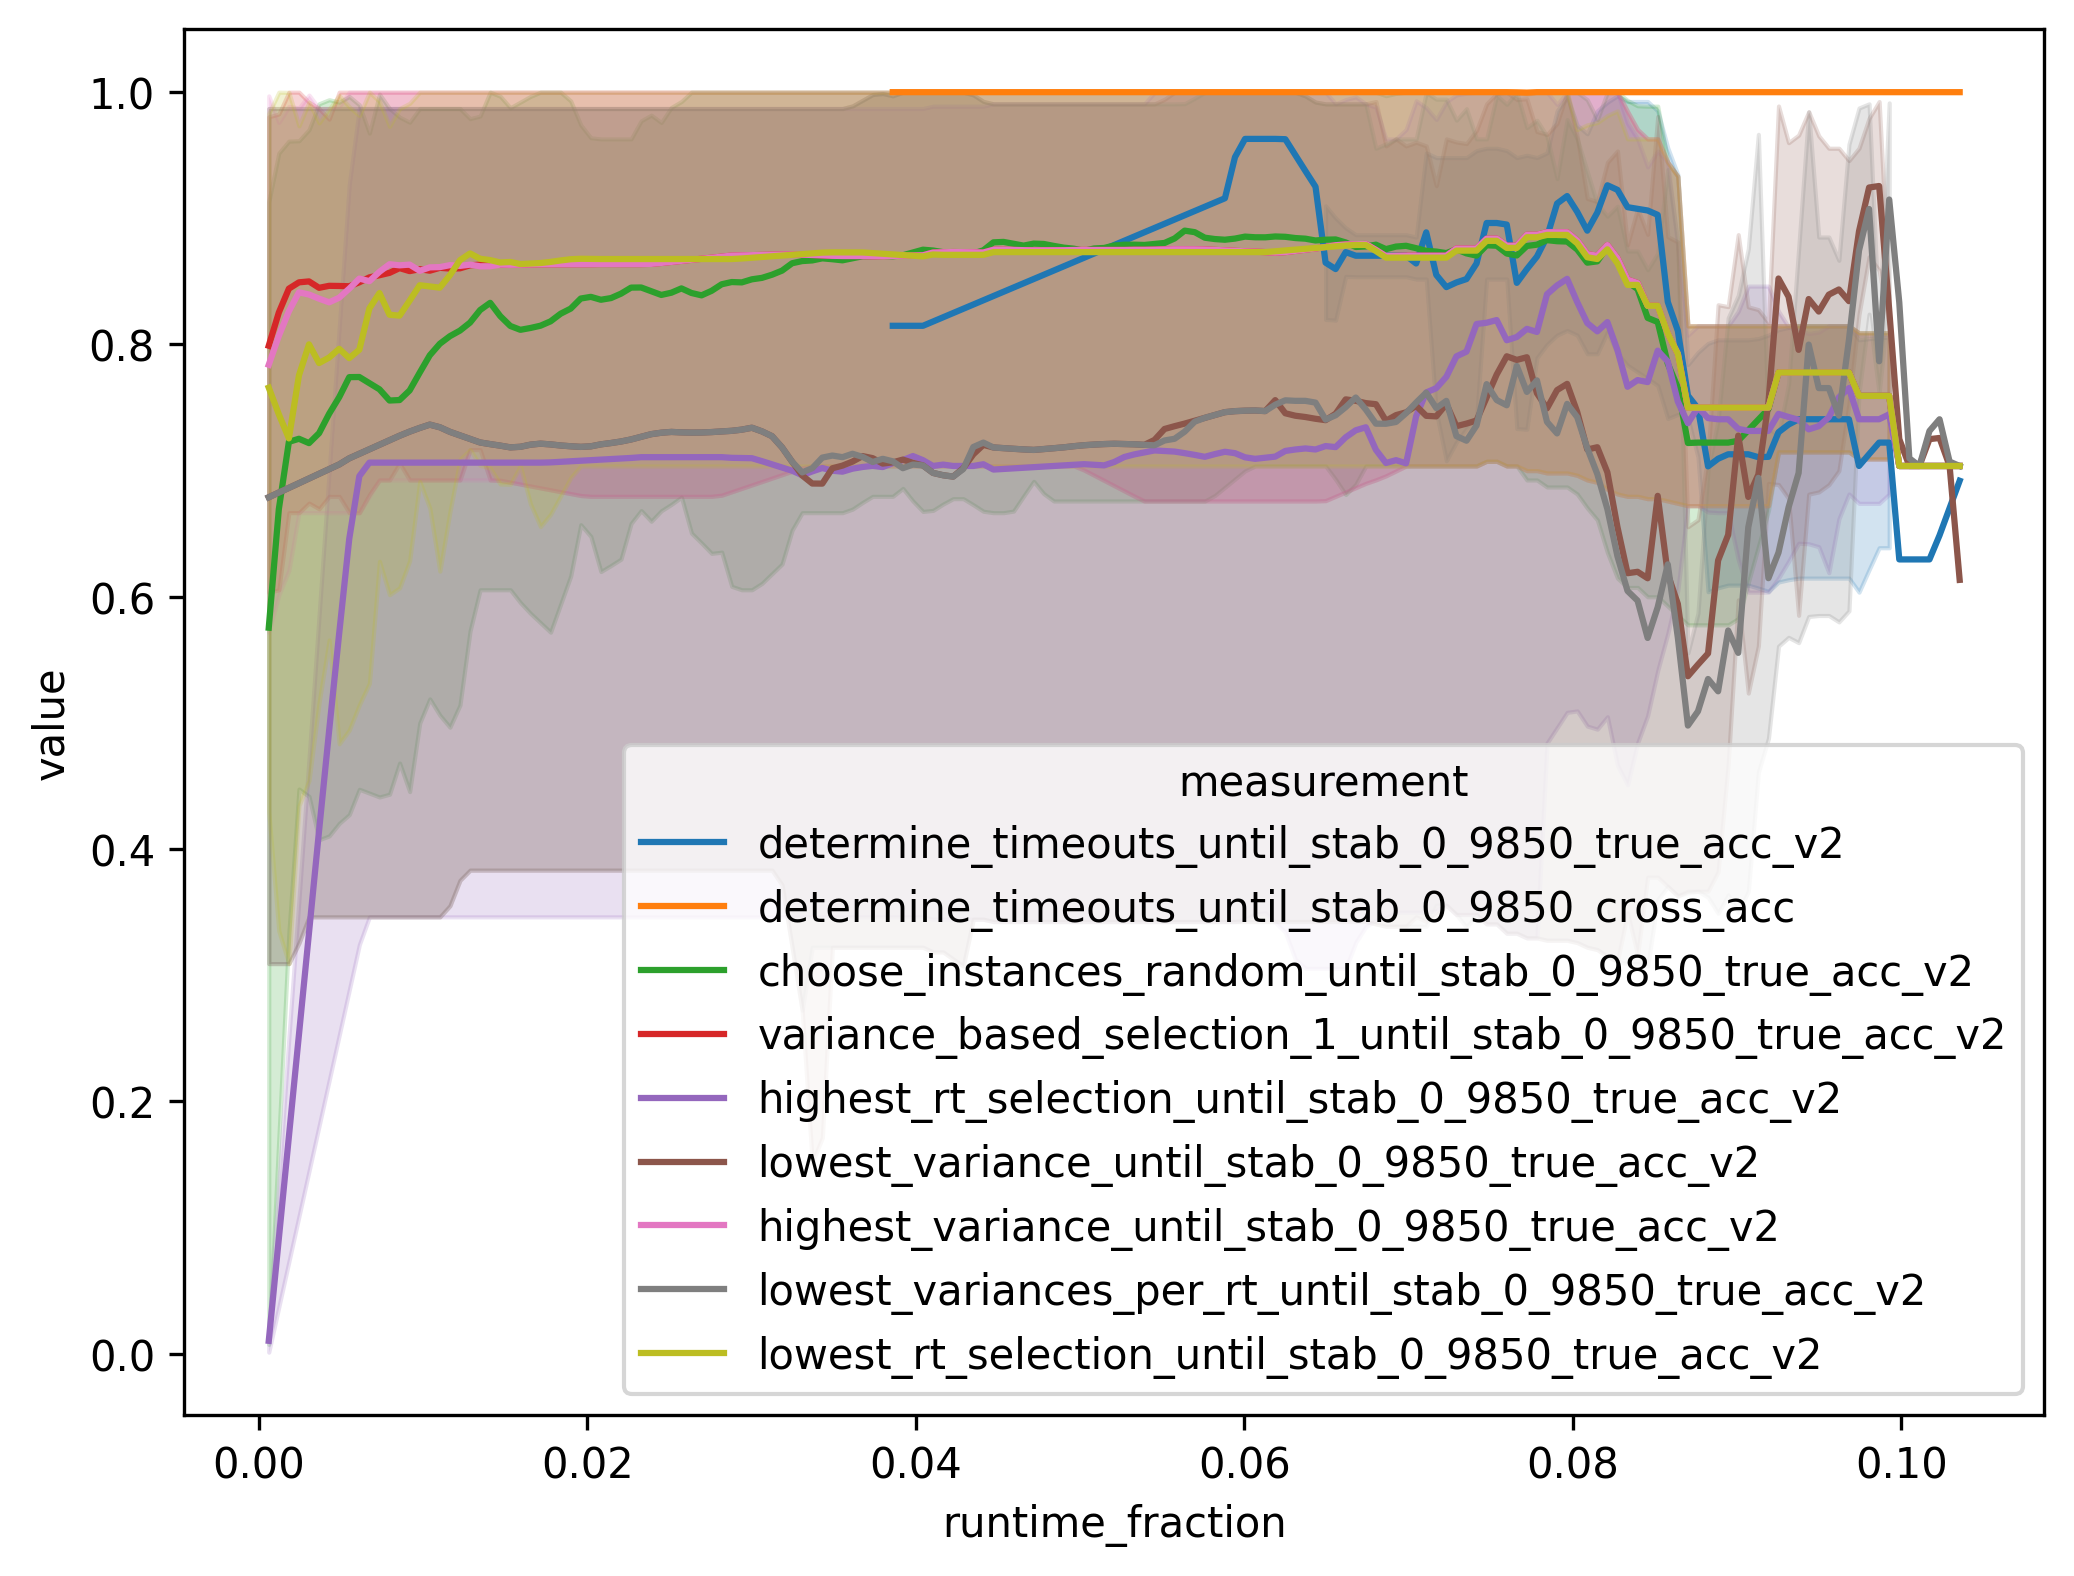 1.0
0.8
0.6
0.4
0.2
0.0
value
measurement
determine_timeouts_until_stab_0_9850_true_acc_v2
determine_timeouts_until_stab_0_9850_cross_acc
choose_instances_random_until_stab_0_9850_true_acc_v2
variance_based_selection_1_until_stab_0_9850_true_acc_v2
highest_rt_selection_until_stab_0_9850_true_acc_v2
lowest_variance_until_stab_0_9850_true_acc_v2
highest_variance_until_stab_0_9850_true_acc_v2
lowest_variances_per_rt_until_stab_0_9850_true_acc_v2
lowest_rt_selection_until_stab_0_9850_true_acc_v2
0.00 0.02 0.04 0.06 0.08 0.10
runtime_fraction